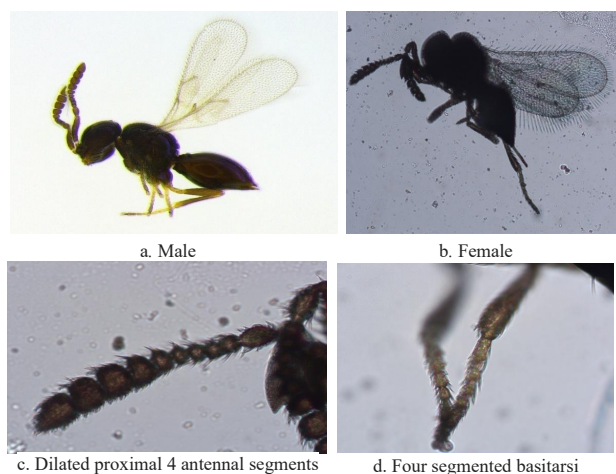 a. Male
b. Female
c. Dilated proximal 4 antennal segments
d. Four segmented basitarsi